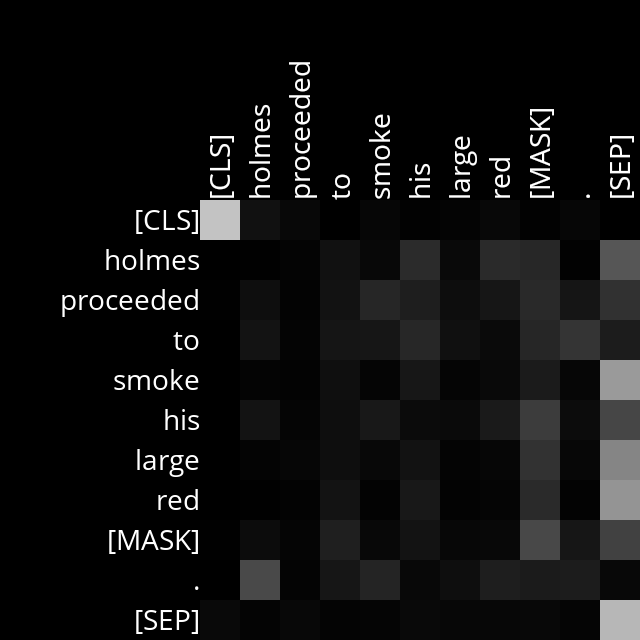 [CLS]
holmes
proceeded
to
smoke
his
large
red
[MASK]
.
[SEP]
[CLS]
holmes
proceeded
to
smoke
his
large
red
[MASK]
.
[SEP]